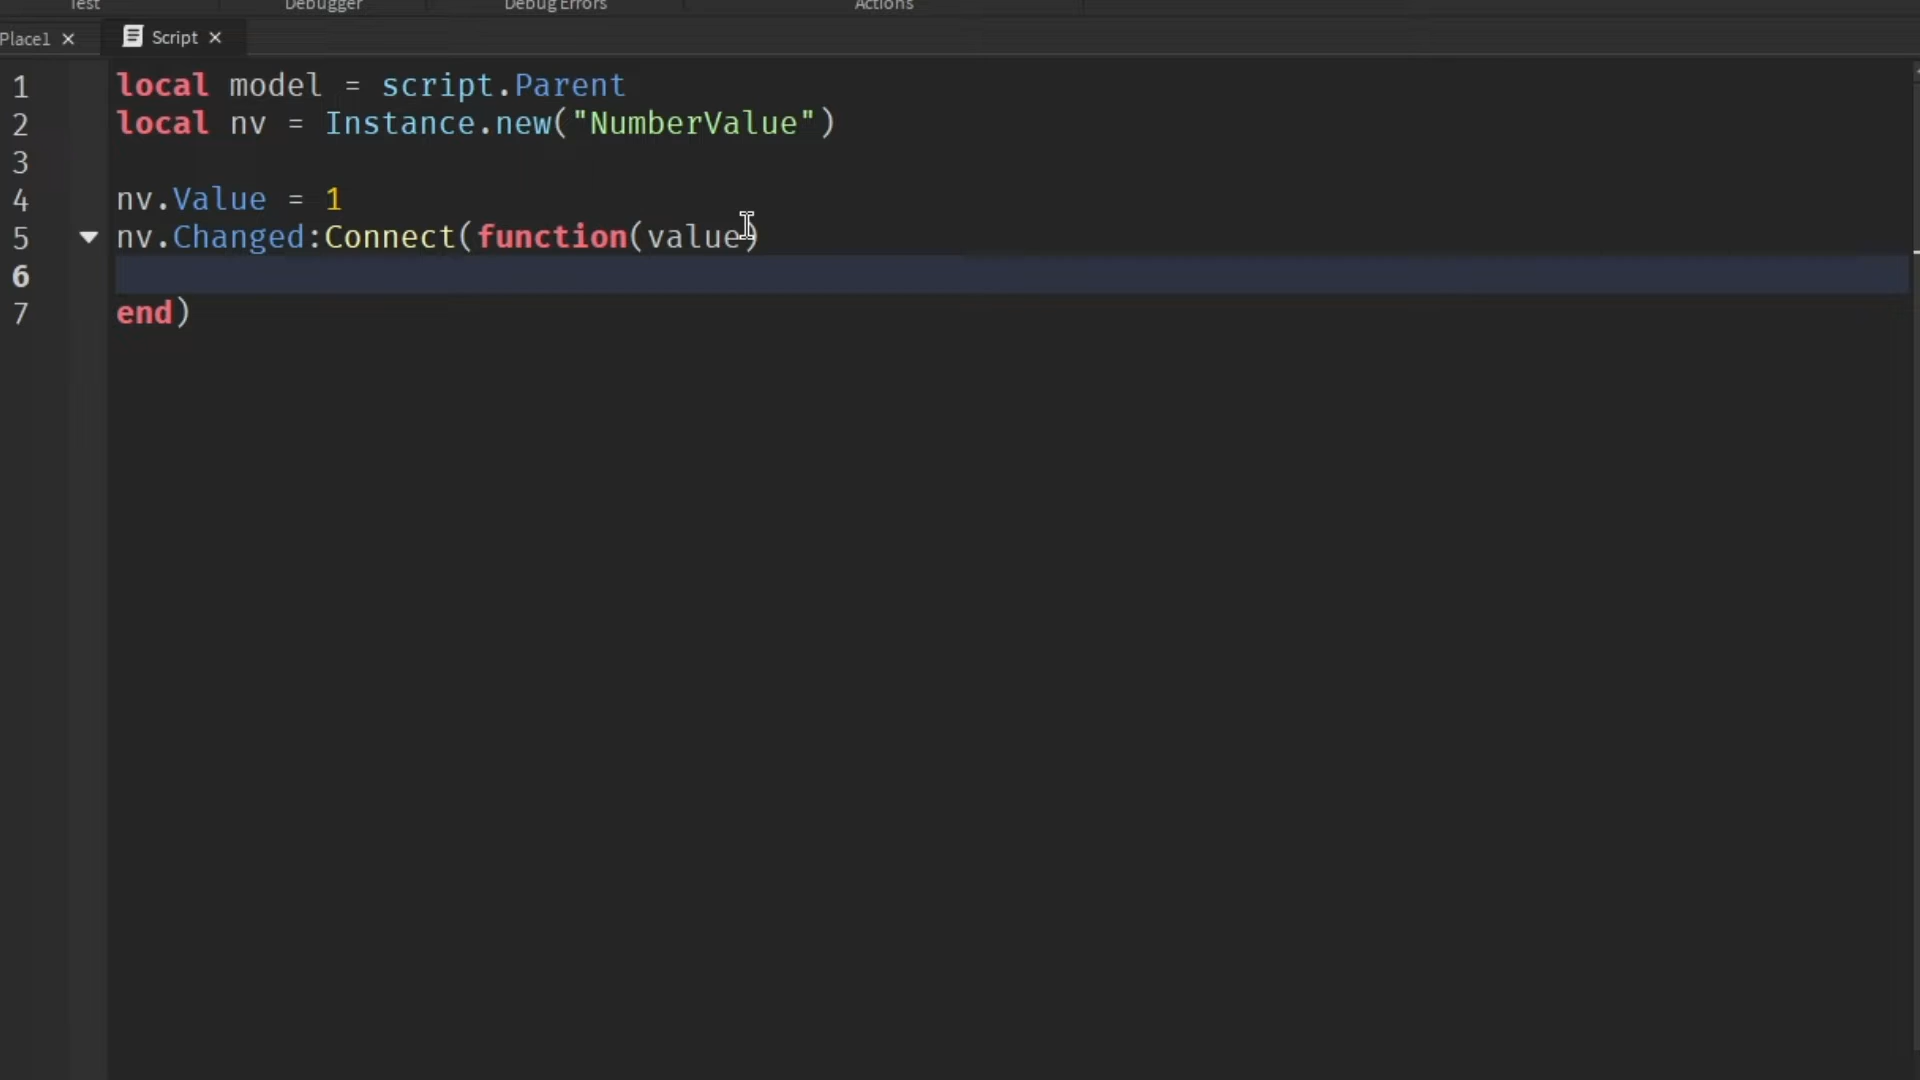 Test Debugger Debug Errors Actions
Place1 × Script ×
1 local model = script.Parent
2 local nv = Instance.new("NumberValue")
3
4 nv.Value = 1
5 nv.Changed:Connect(function(value)
6
7 end)